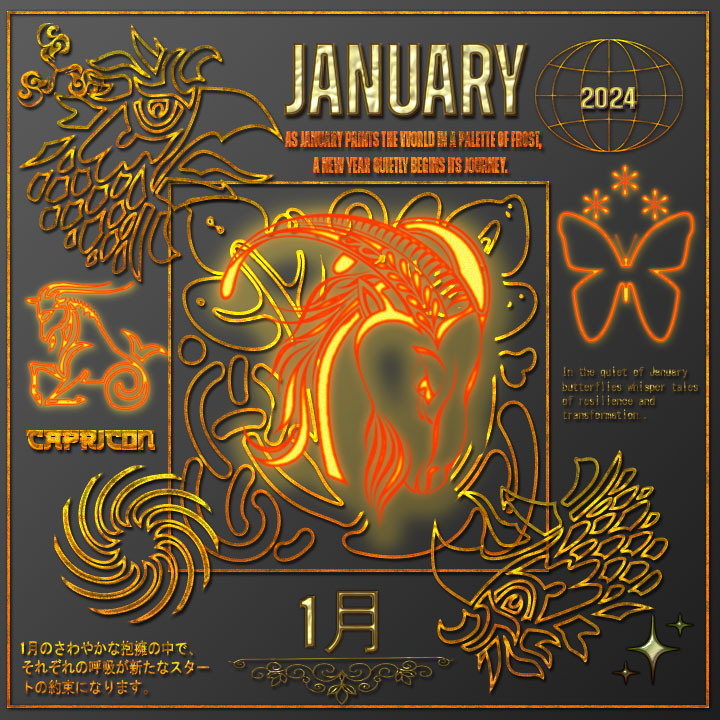 JANUARY
2024
AS JANUARY PAINTS THE WORLD IN A PALETTE OF FROST,
A NEW YEAR QUIETLY BEGINS ITS JOURNEY.
In the quiet of January
butterflies whisper tales
of resilience and
transformation..
CAPRICON
1月
1月のさわやかな抱擁の中で、
それぞれの呼吸が新たなスター
トの約束になります。